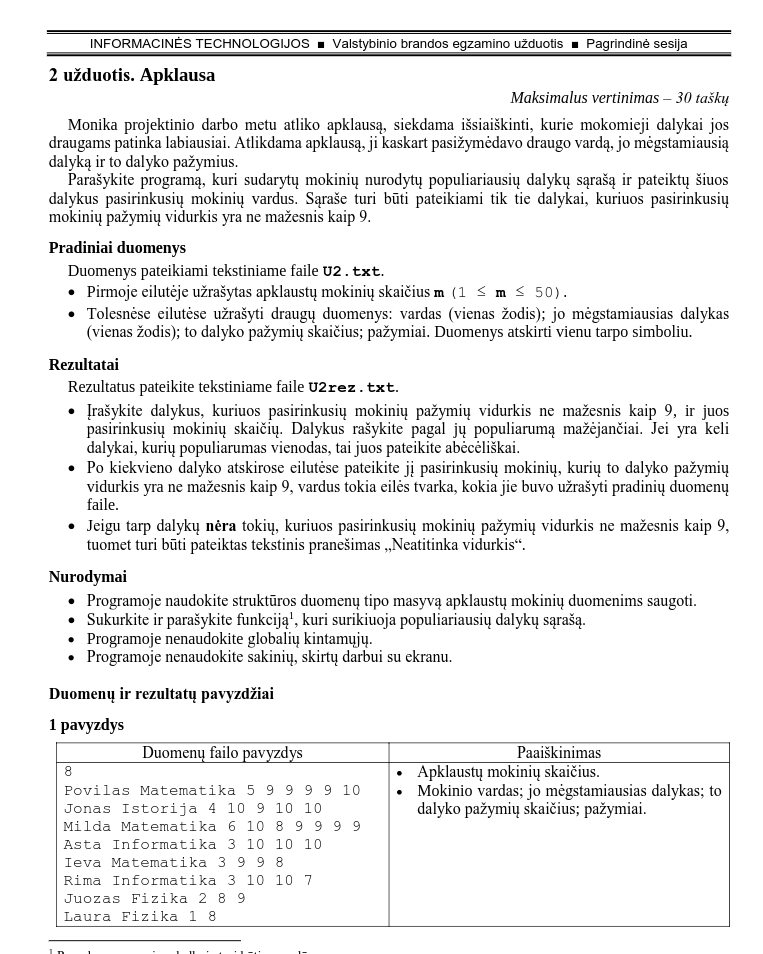 INFORMACINĖS TECHNOLOGIJOS ■ Valstybinio brandos egzamino užduotis ■ Pagrindinė sesija
2 užduotis. Apklausa
Maksimalus vertinimas – 30 taškų
Monika projektinio darbo metu atliko apklausą, siekdama išsiaiškinti, kurie mokomieji dalykai jos
draugams patinka labiausiai. Atlikdama apklausą, ji kaskart pasižymėdavo draugo vardą, jo mėgstamiausią
dalyką ir to dalyko pažymius.
Parašykite programą, kuri sudarytų mokinių nurodytų populiariausių dalykų sąrašą ir pateiktų šiuos
dalykus pasirinkusių mokinių vardus. Sąraše turi būti pateikiami tik tie dalykai, kuriuos pasirinkusių
mokinių pažymių vidurkis yra ne mažesnis kaip 9.
Pradiniai duomenys
Duomenys pateikiami tekstiniame faile U2.txt.
• Pirmoje eilutėje užrašytas apklaustų mokinių skaičius m (1 ≤ m ≤ 50).
• Tolesnėse eilutėse užrašyti draugų duomenys: vardas (vienas žodis); jo mėgstamiausias dalykas
(vienas žodis); to dalyko pažymių skaičius; pažymiai. Duomenys atskirti vienu tarpo simboliu.
Rezultatai
Rezultatus pateikite tekstiniame faile U2rez.txt.
• Įrašykite dalykus, kuriuos pasirinkusių mokinių pažymių vidurkis ne mažesnis kaip 9, ir juos
pasirinkusių mokinių skaičių. Dalykus rašykite pagal jų populiarumą mažėjančiai. Jei yra keli
dalykai, kurių populiarumas vienodas, tai juos pateikite abėcėliškai.
• Po kiekvieno dalyko atskirose eilutėse pateikite jį pasirinkusių mokinių, kurių to dalyko pažymių
vidurkis yra ne mažesnis kaip 9, vardus tokia eilės tvarka, kokia jie buvo užrašyti pradinių duomenų
faile.
• Jeigu tarp dalykų nėra tokių, kuriuos pasirinkusių mokinių pažymių vidurkis ne mažesnis kaip 9,
tuomet turi būti pateiktas tekstinis pranešimas „Neatitinka vidurkis“.
Nurodymai
• Programoje naudokite struktūros duomenų tipo masyvą apklaustų mokinių duomenims saugoti.
• Sukurkite ir parašykite funkciją1, kuri surikiuoja populiariausių dalykų sąrašą.
• Programoje nenaudokite globalių kintamųjų.
• Programoje nenaudokite sakinių, skirtų darbui su ekranu.
Duomenų ir rezultatų pavyzdžiai
1 pavyzdys
Duomenų failo pavyzdys
8
Povilas Matematika 5 9 9 9 9 10
Jonas Istorija 4 10 9 10 10
Milda Matematika 6 10 8 9 9 9 9
Asta Informatika 3 10 10 10
Ieva Matematika 3 9 9 8
Rima Informatika 3 10 10 7
Juozas Fizika 2 8 9
Laura Fizika 1 8
Paaiškinimas
• Apklaustų mokinių skaičius.
• Mokinio vardas; jo mėgstamiausias dalykas; to
dalyko pažymių skaičius; pažymiai.